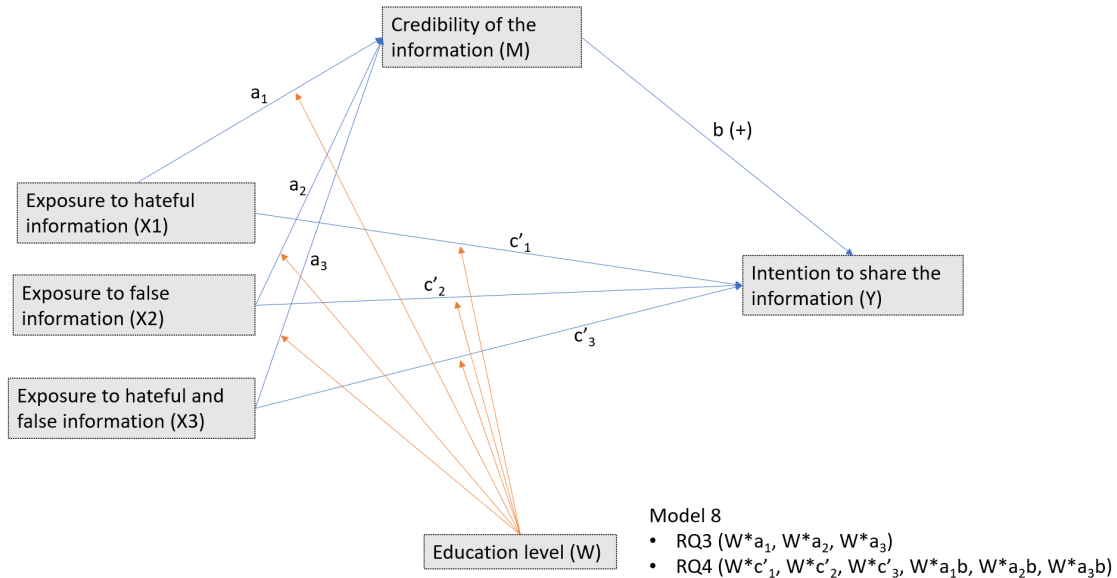 Credibility of the
information (M)
a₁
b (+)
a₂
Exposure to hateful
information (X1)
c’₁
a₃
Intention to share the
information (Y)
Exposure to false
information (X2)
c’₂
c’₃
Exposure to hateful and
false information (X3)
Education level (W)
Model 8
• RQ3 (W*a₁, W*a₂, W*a₃)
• RQ4 (W*c’₁, W*c’₂, W*c’₃, W*a₁b, W*a₂b, W*a₃b)